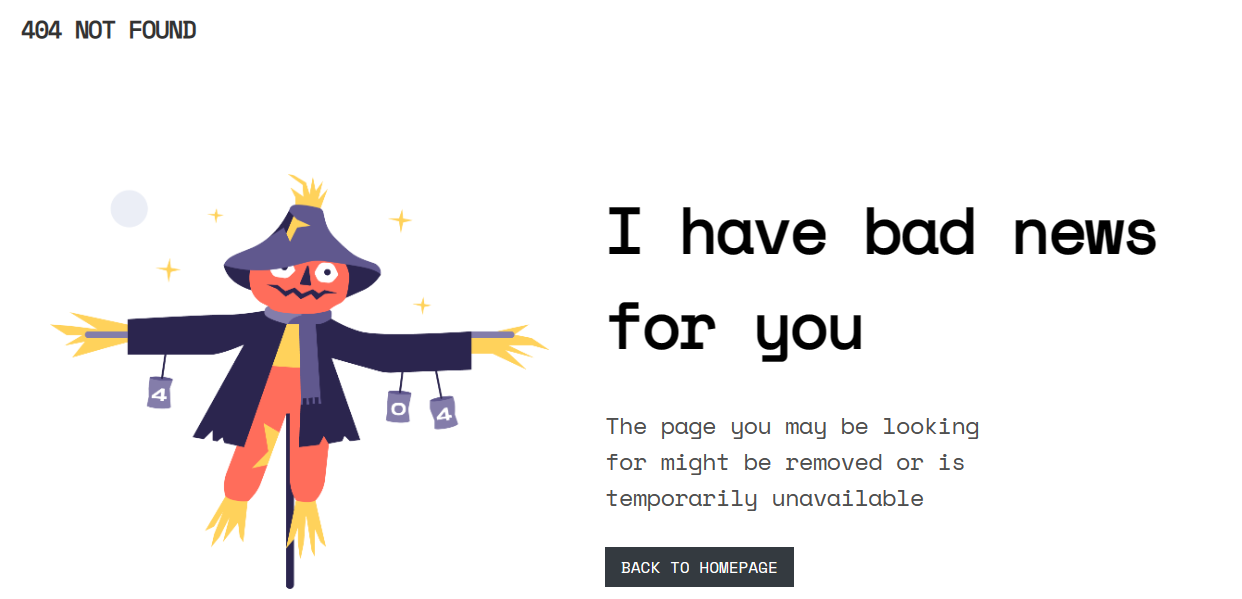 404 NOT FOUND
I have bad news
for you
4
0
4
The page you may be looking
for might be removed or is
temporarily unavailable
BACK TO HOMEPAGE